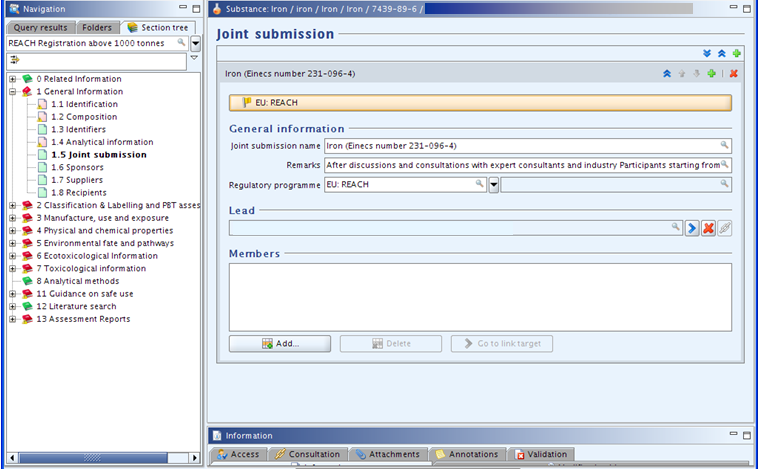 Navigation
Query results Folders Section tree
REACH Registration above 1000 tonnes
0 Related Information
1 General Information
1.1 Identification
1.2 Composition
1.3 Identifiers
1.4 Analytical information
1.5 Joint submission
1.6 Sponsors
1.7 Suppliers
1.8 Recipients
2 Classification & Labelling and PBT asses
3 Manufacture, use and exposure
4 Physical and chemical properties
5 Environmental fate and pathways
6 Ecotoxicological Information
7 Toxicological information
8 Analytical methods
11 Guidance on safe use
12 Literature search
13 Assessment Reports
Substance: Iron / iron / Iron / Iron / 7439-89-6 /
Joint submission
Iron (Einecs number 231-096-4)
EU: REACH
General information
Joint submission name Iron (Einecs number 231-096-4)
Remarks After discussions and consultations with expert consultants and industry Participants starting from
Regulatory programme EU: REACH
Lead
Members
Add... Delete Go to link target
Information
Access Consultation Attachments Annotations Validation